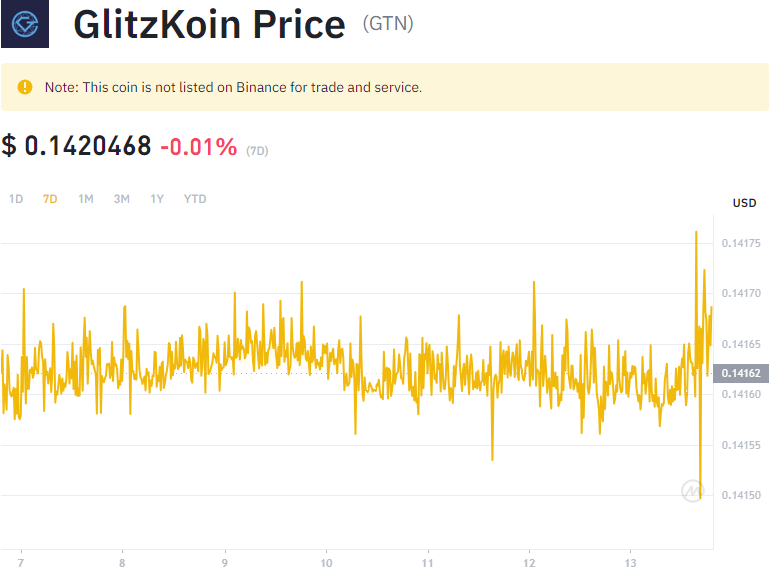 GlitzKoin Price (GTN)
Note: This coin is not listed on Binance for trade and service.
$ 0.1420468 -0.01% (7D)
1D 7D 1M 3M 1Y YTD
USD
0.14175
0.14170
0.14165
0.14162
0.14160
0.14155
0.14150
7 8 9 10 11 12 13